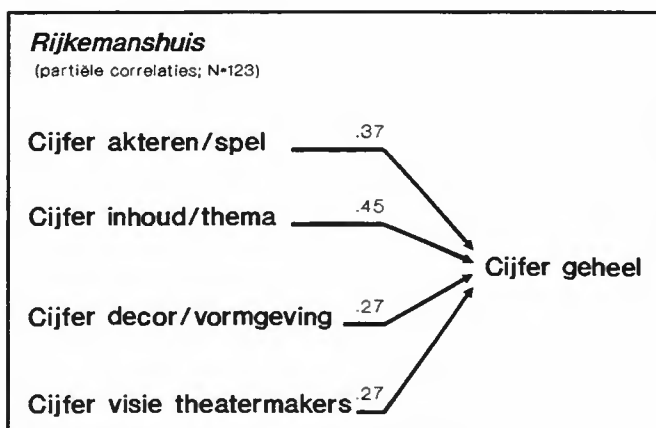 Rijkemanshuis
(partiële correlaties; N=123)
Cijfer akteren/spel .37
Cijfer inhoud/thema .45
Cijfer geheel
Cijfer decor/vormgeving .27
Cijfer visie theatermakers .27